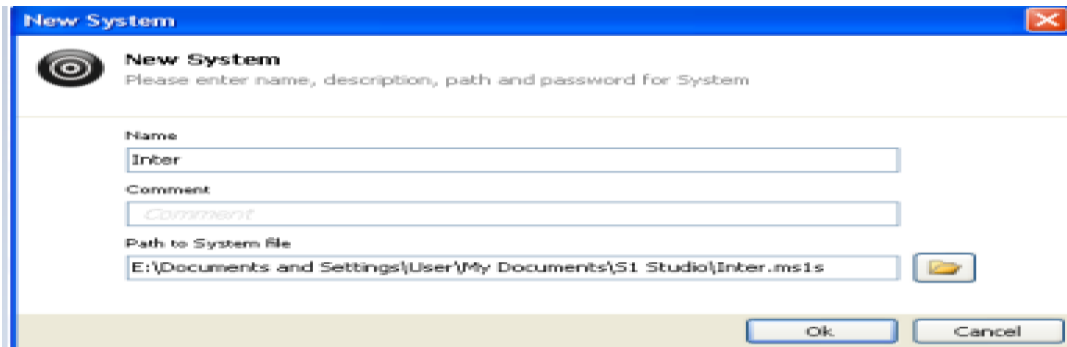 New System
New System
Please enter name, description, path and password for System
Name
Inter
Comment
Comment
Path to System file
E:\Documents and Settings\User\My Documents\S1 Studio\Inter.ms1s
Ok
Cancel